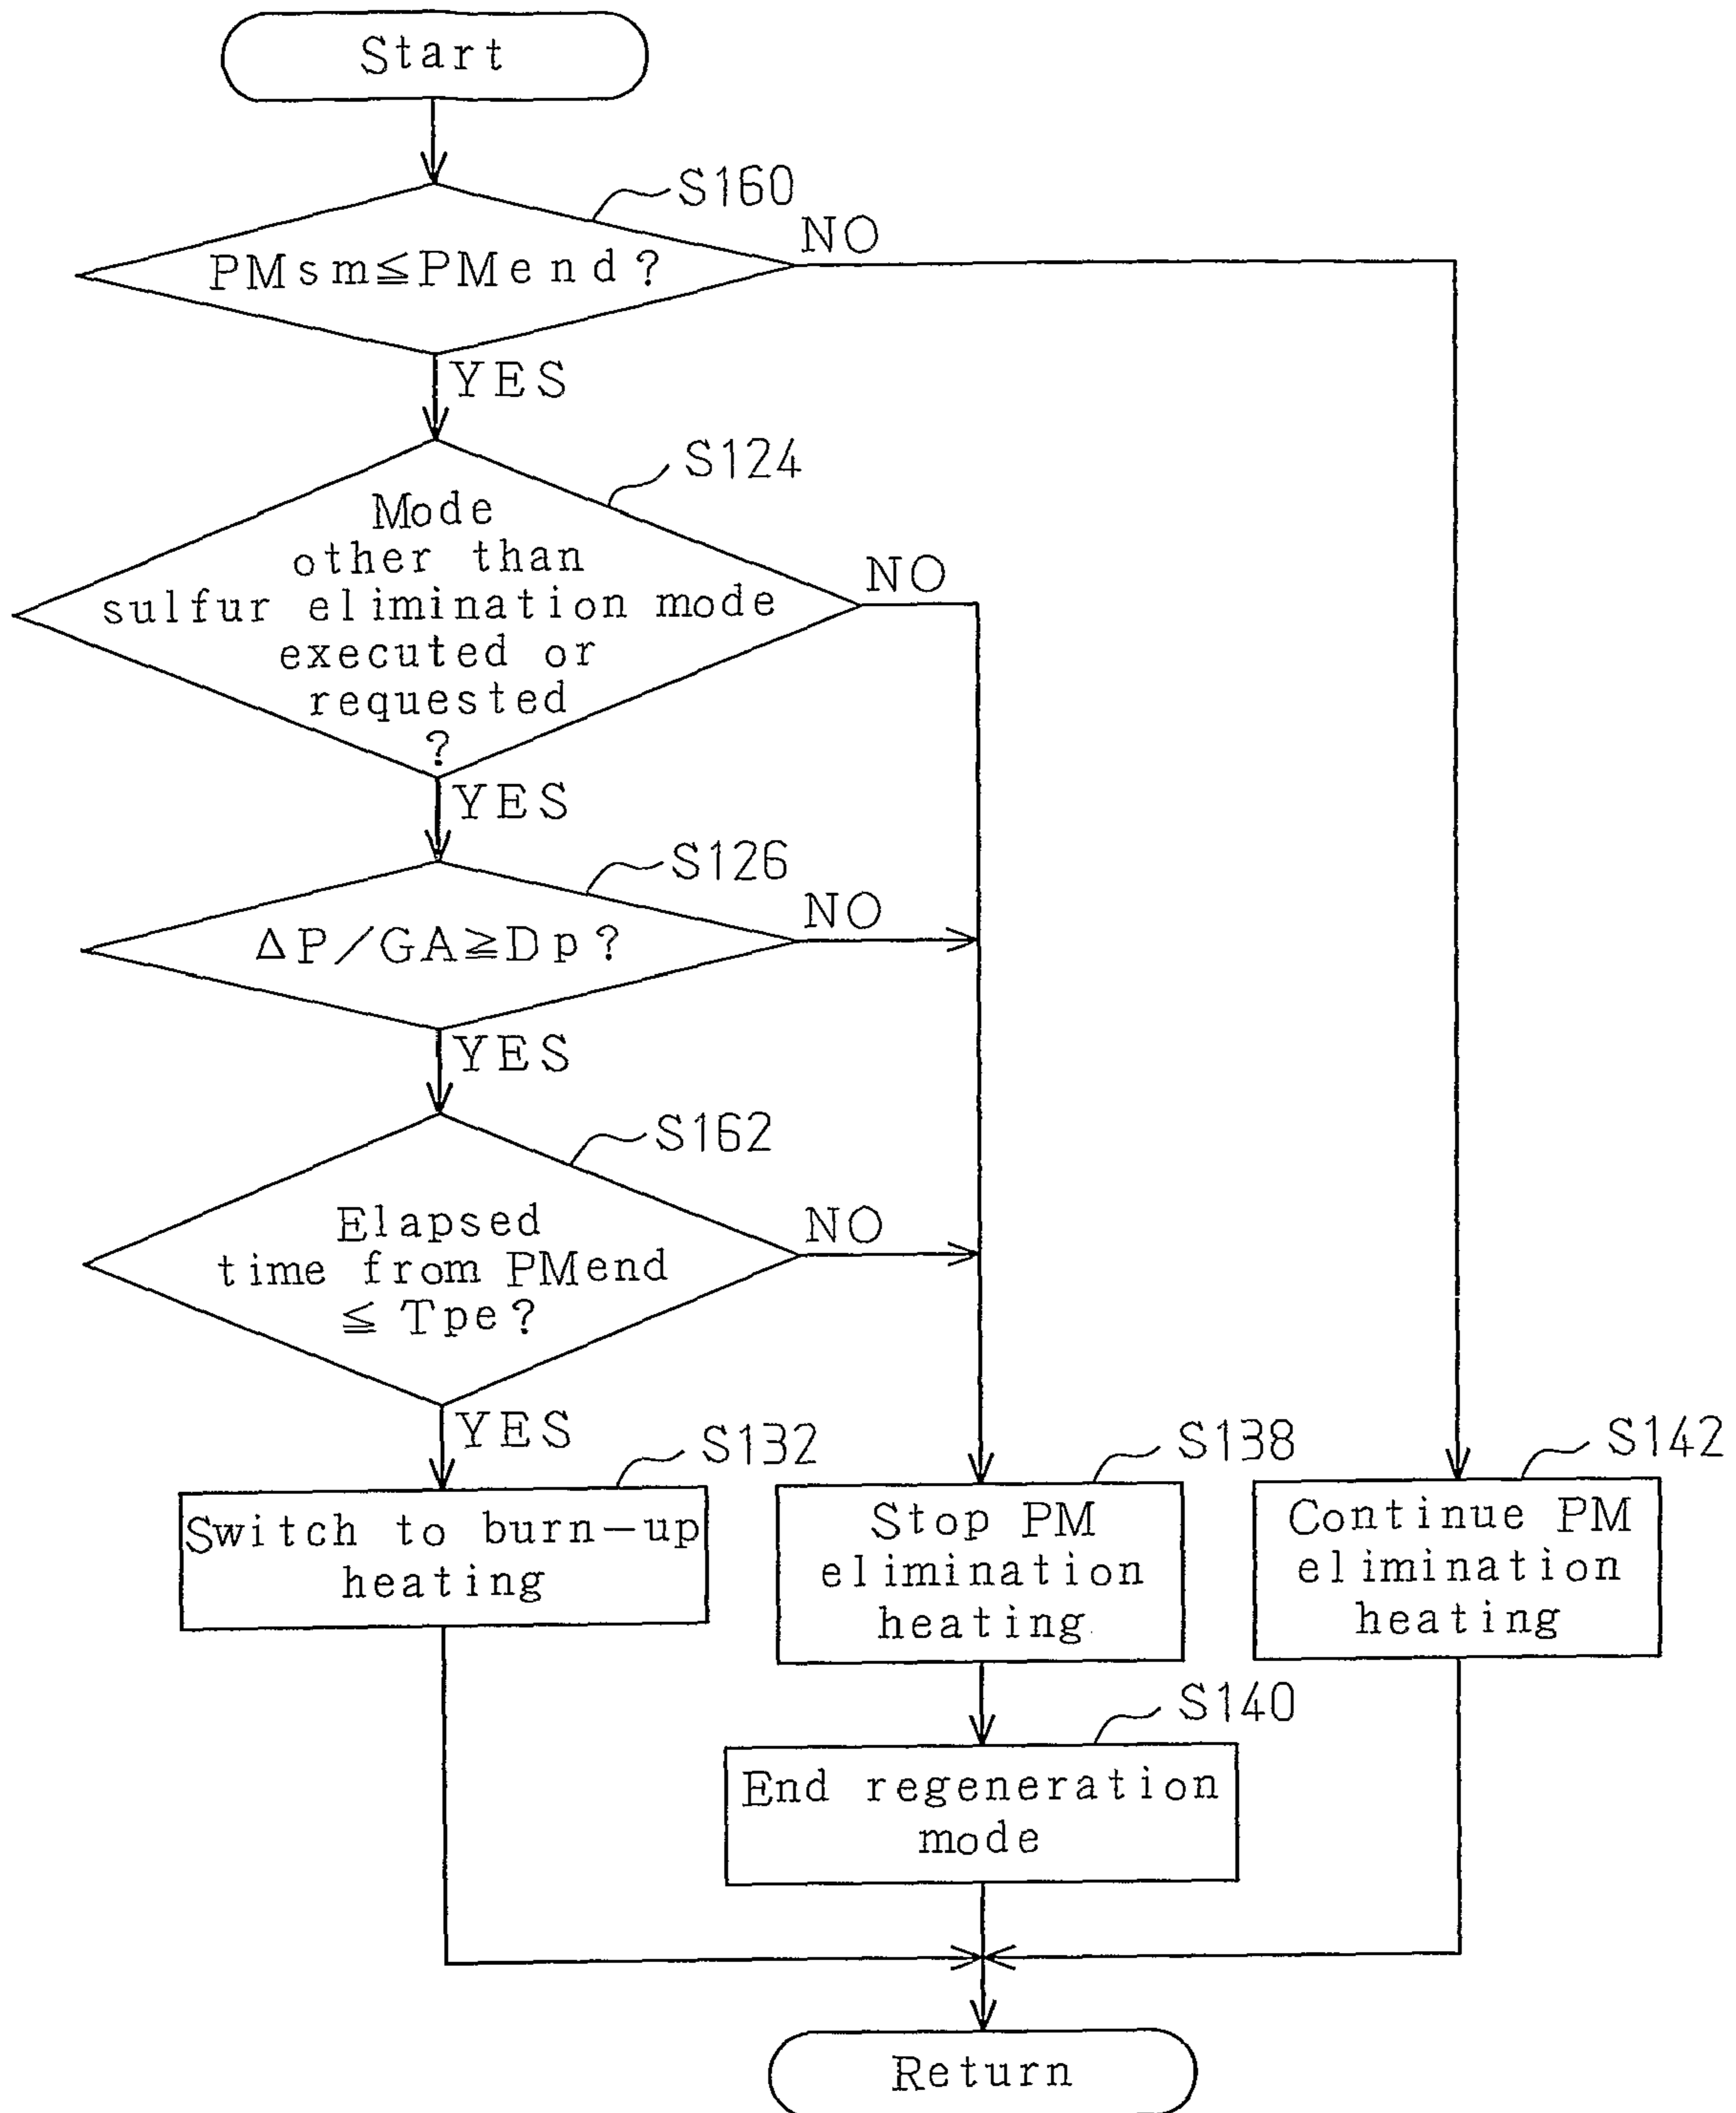 Start
S160
PMsm≦PMend?
NO
YES
S124
Mode
other than
sulfur elimination mode
executed or
requested
?
NO
YES
S126
ΔP/GA≧Dp?
NO
YES
S162
Elapsed
time from PMend
≦ Tpe?
NO
YES
S132
Switch to burn-up
heating
S138
Stop PM
elimination
heating
S142
Continue PM
elimination
heating
S140
End regeneration
mode
Return